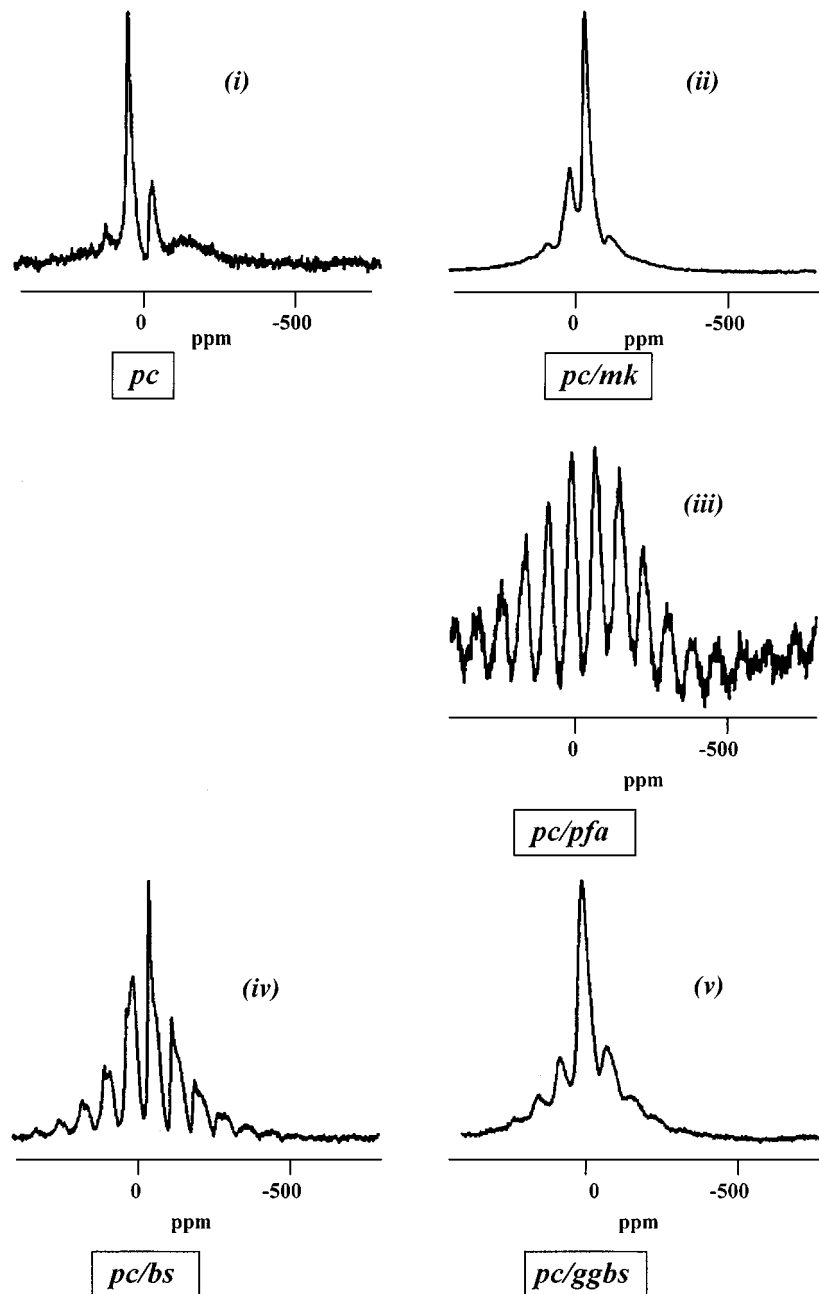 (i)
0 -500
ppm
pc
(ii)
0 -500
ppm
pc/mk
(iii)
0 -500
ppm
pc/pfa
(iv)
0 -500
ppm
pc/bs
(v)
0 -500
ppm
pc/ggbs